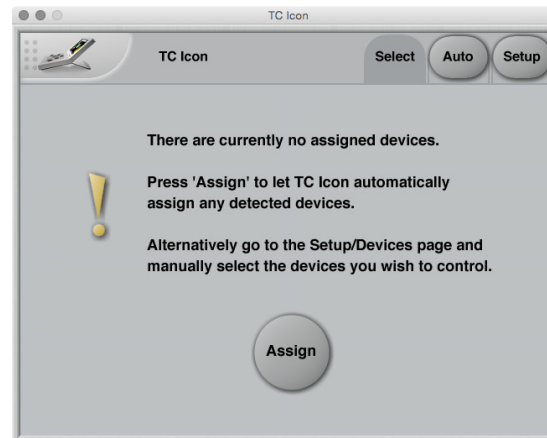 TC Icon
TC Icon Select Auto Setup
There are currently no assigned devices.
Press 'Assign' to let TC Icon automatically
assign any detected devices.
Alternatively go to the Setup/Devices page and
manually select the devices you wish to control.
Assign